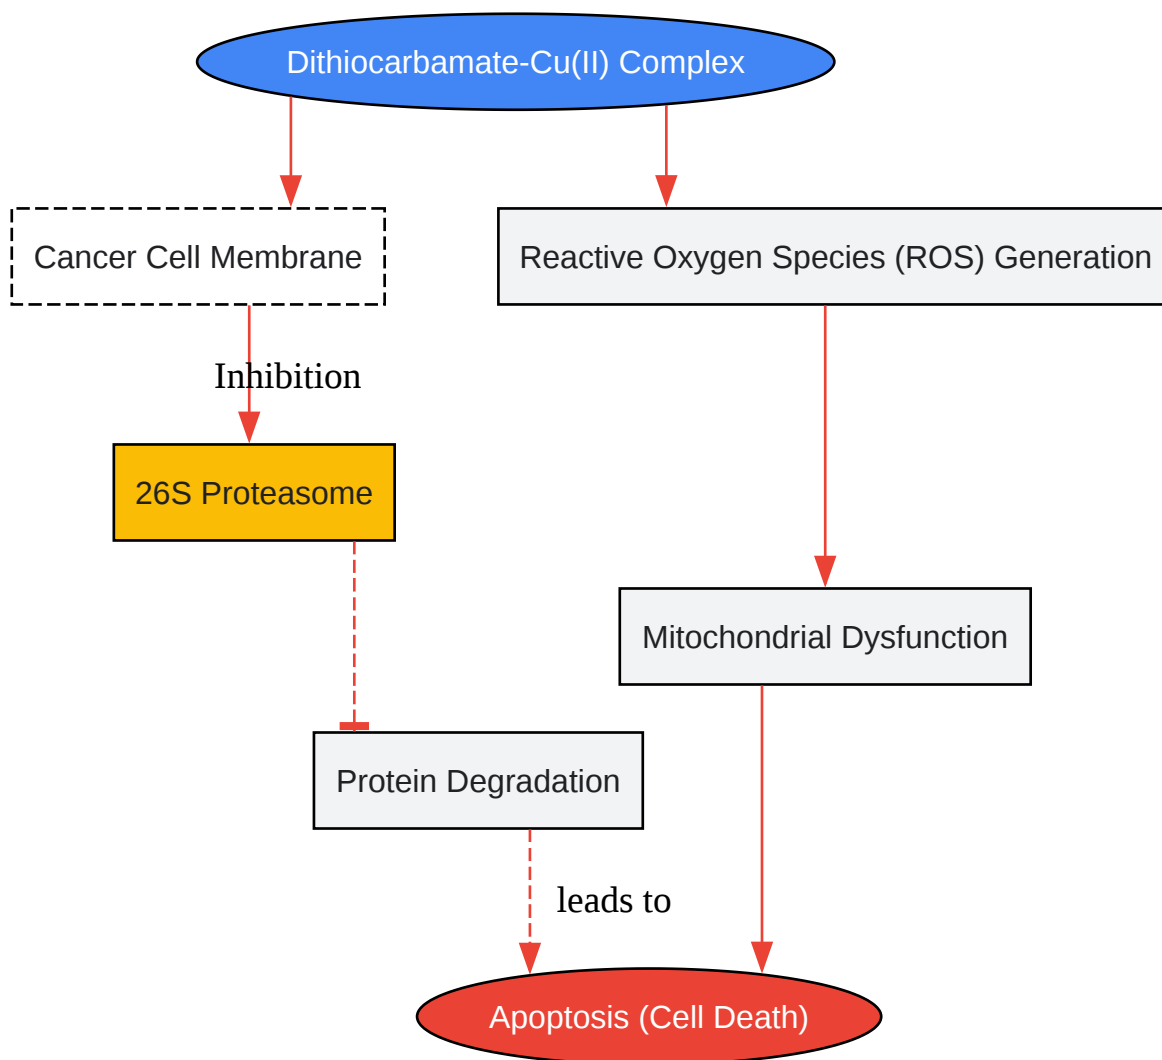 Dithiocarbamate-Cu(II) Complex
Cancer Cell Membrane
Reactive Oxygen Species (ROS) Generation
Inhibition
26S Proteasome
Mitochondrial Dysfunction
Protein Degradation
leads to
Apoptosis (Cell Death)